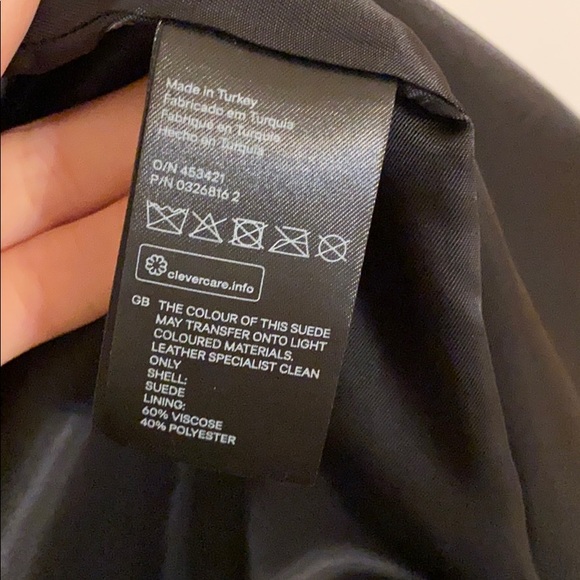 Made in Turkey
Fabricado em Turquia
Fabriqué en Turquie
Hecho en Turquía
O/N 453421
P/N 0326816 2
clevercare.info
GB THE COLOUR OF THIS SUEDE
MAY TRANSFER ONTO LIGHT
COLOURED MATERIALS.
LEATHER SPECIALIST CLEAN
ONLY
SHELL:
SUEDE
LINING:
60% VISCOSE
40% POLYESTER